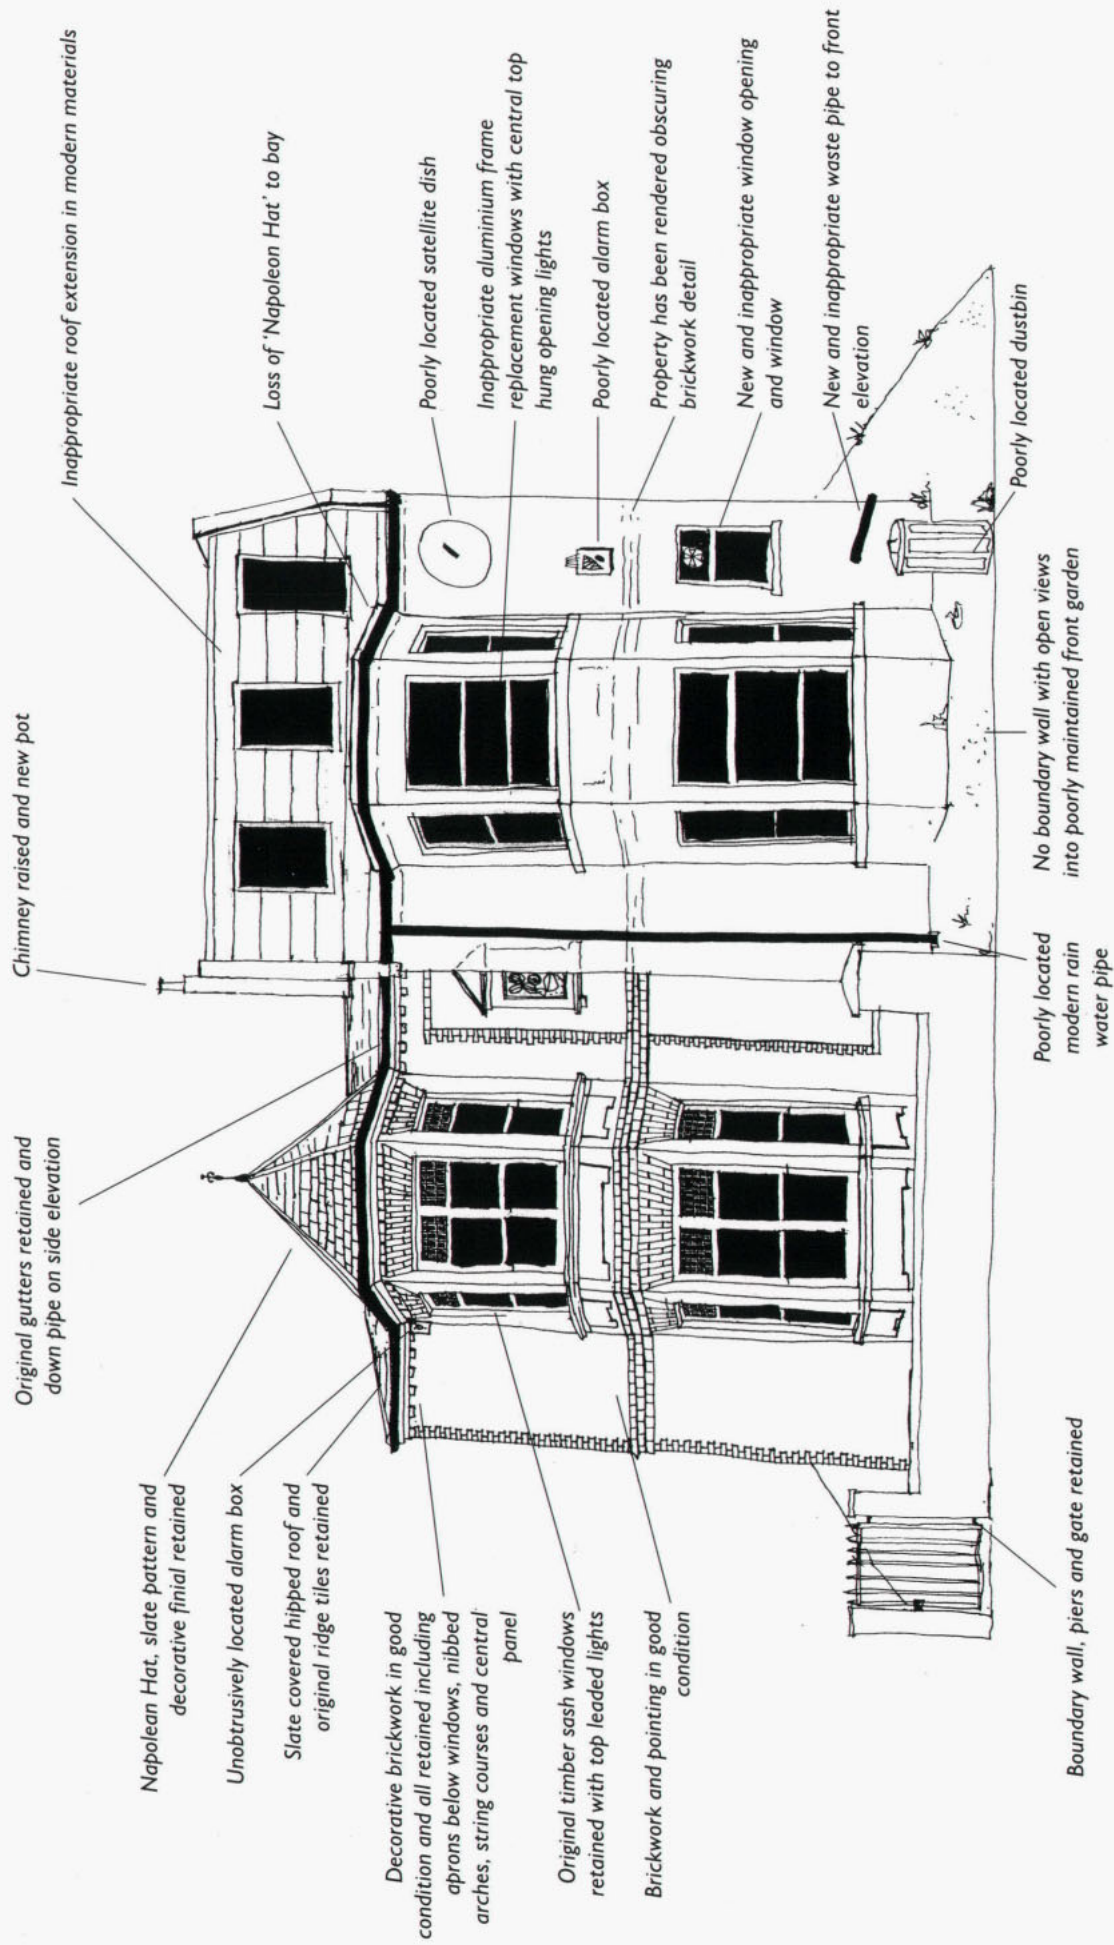 Chimney raised and new pot
Inappropriate roof extension in modern materials
Original gutters retained and
down pipe on side elevation
Napolean Hat, slate pattern and
decorative finial retained
Unobtrusively located alarm box
Slate covered hipped roof and
original ridge tiles retained
Decorative brickwork in good
condition and all retained including
aprons below windows, nibbed
arches, string courses and central
panel
Original timber sash windows
retained with top leaded lights
Brickwork and pointing in good
condition
Boundary wall, piers and gate retained
Loss of 'Napoleon Hat' to bay
Poorly located satellite dish
Inappropriate aluminium frame
replacement windows with central top
hung opening lights
Poorly located alarm box
Property has been rendered obscuring
brickwork detail
New and inappropriate window opening
and window
New and inappropriate waste pipe to front
elevation
Poorly located dustbin
No boundary wall with open views
into poorly maintained front garden
Poorly located
modern rain
water pipe